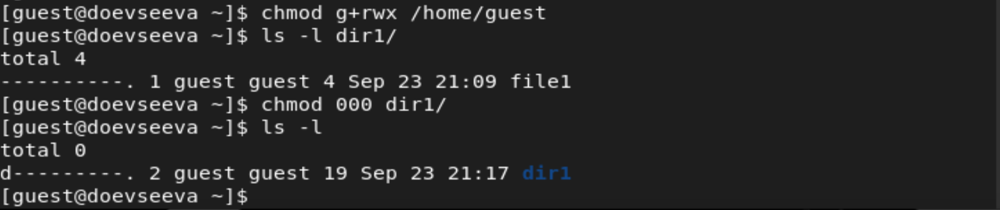 [guest@doevseeva ~]$ chmod g+rwx /home/guest
[guest@doevseeva ~]$ ls -l dir1/
total 4
----------. 1 guest guest 4 Sep 23 21:09 file1
[guest@doevseeva ~]$ chmod 000 dir1/
[guest@doevseeva ~]$ ls -l
total 0
d---------. 2 guest guest 19 Sep 23 21:17 dir1
[guest@doevseeva ~]$